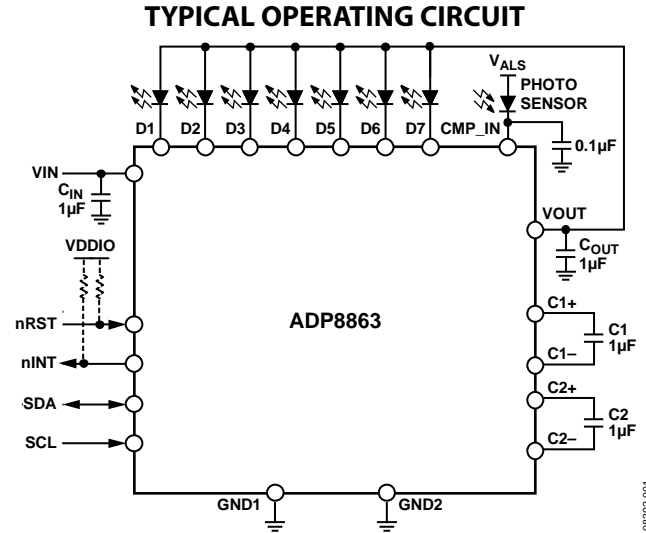 TYPICAL OPERATING CIRCUIT
VALS
PHOTO
SENSOR
D1 D2 D3 D4 D5 D6 D7 CMP_IN
0.1µF
VIN
CIN
1µF
VOUT
COUT
1µF
VDDIO
nRST
nINT
SDA
SCL
ADP8863
C1+
C1
1µF
C1–
C2+
C2
1µF
C2–
GND1
GND2